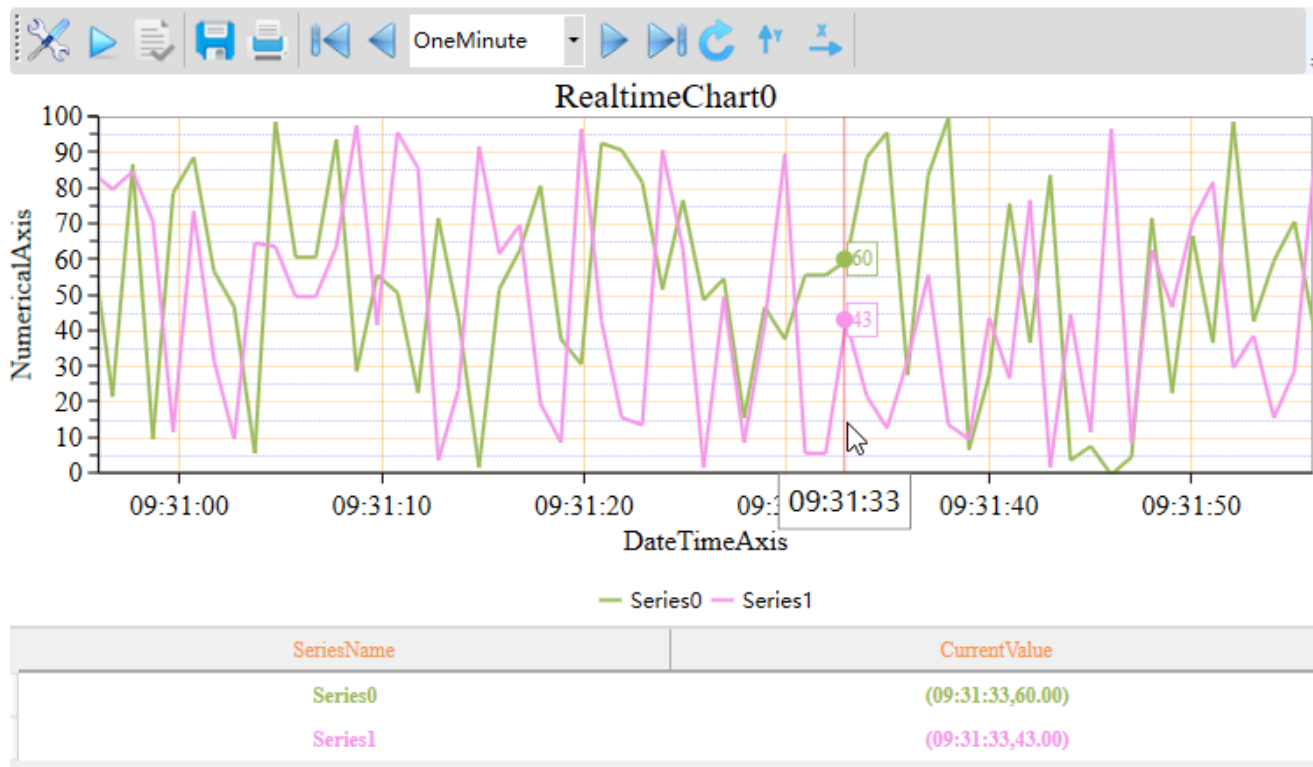 OneMinute
Y
X
RealtimeChart0
100
90
80
70
60
50
40
30
20
10
0
NumericalAxis
60
43
09:31:00 09:31:10 09:31:20 09:3 09:31:33 09:31:40 09:31:50
DateTimeAxis
Series0 Series1
SeriesName CurrentValue
Series0 (09:31:33,60.00)
Series1 (09:31:33,43.00)